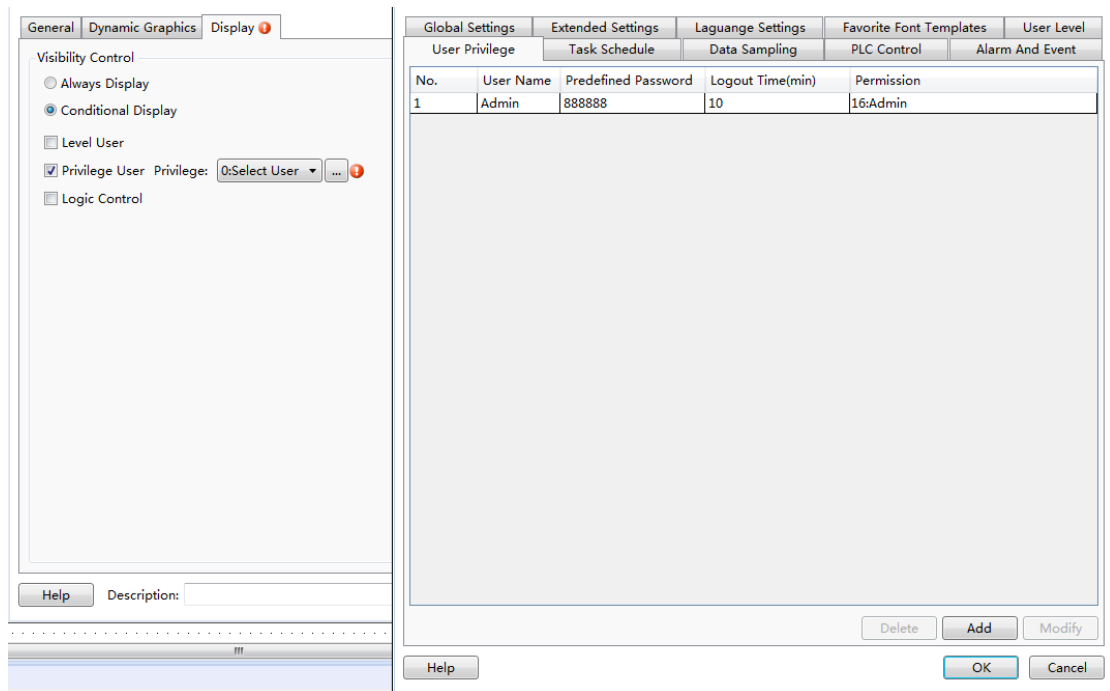 General Dynamic Graphics Display
Visibility Control
Always Display
Conditional Display
Level User
Privilege User Privilege: 0:Select User ...
Logic Control
Help Description:
Global Settings Extended Settings Laguange Settings Favorite Font Templates User Level
User Privilege Task Schedule Data Sampling PLC Control Alarm And Event
No. User Name Predefined Password Logout Time(min) Permission
1 Admin 888888 10 16:Admin
Delete Add Modify
Help OK Cancel